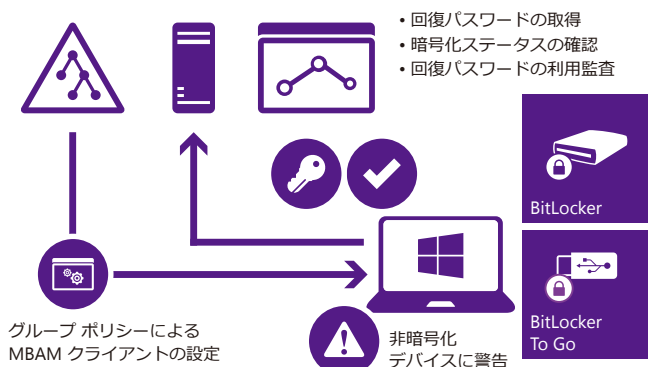 • 回復パスワードの取得
• 暗号化ステータスの確認
• 回復パスワードの利用監査
BitLocker
BitLocker
To Go
グループ ポリシーによる
MBAM クライアントの設定
非暗号化
デバイスに警告